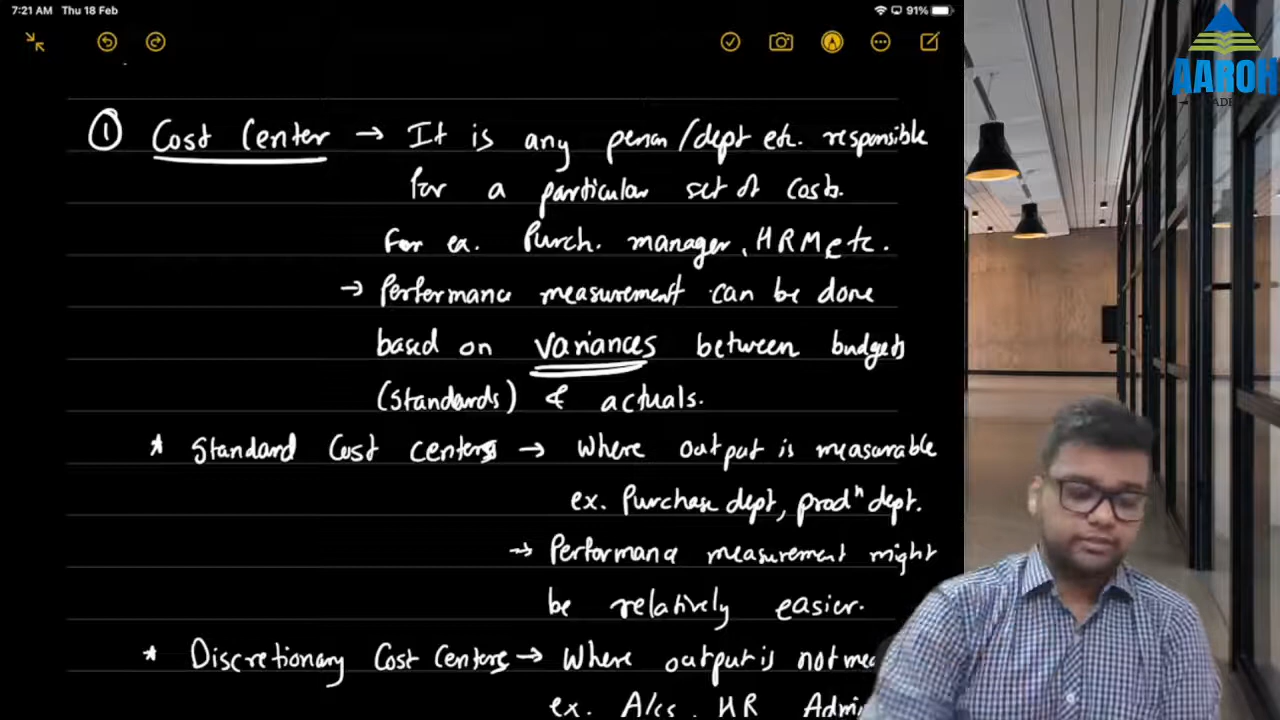 7:21 AM Thu 18 Feb 91%
AAROH
① Cost Center → It is any person/dept etc. responsible
for a particular set of costs.
For ex. Purch. manager, HRM etc.
→ Performance measurement can be done
based on variances between budgets
(standards) & actuals.
* Standard Cost centers → Where output is measurable
ex. Purchase dept, prodⁿ dept.
→ Performance measurement might
be relatively easier.
* Discretionary Cost Centers → Where output is not
ex. A/cs, HR